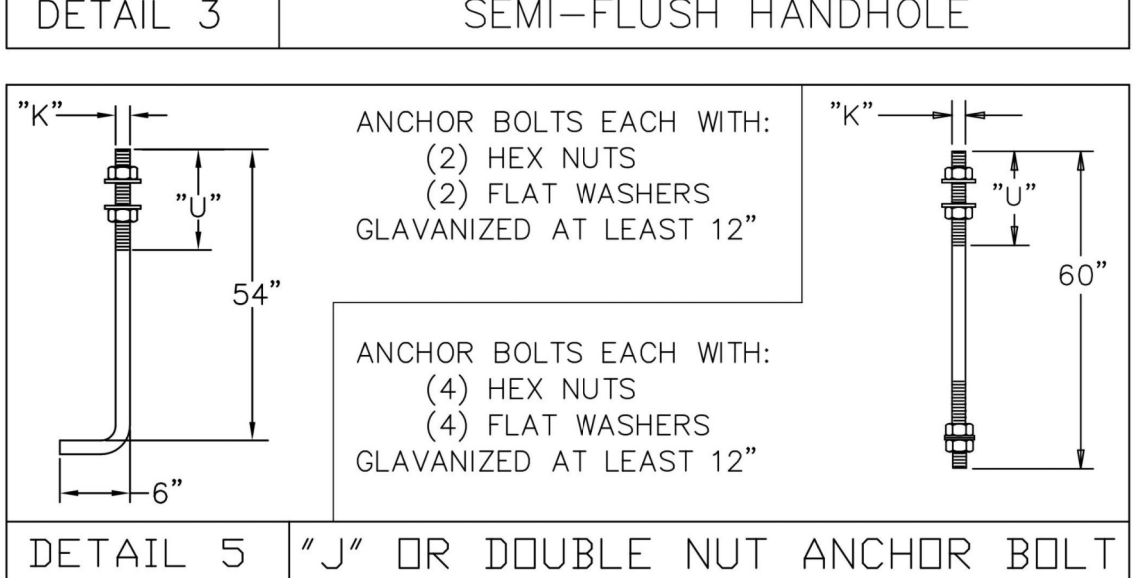 DETAIL 3
SEMI-FLUSH HANDHOLE
"K"
"U"
54"
6"
ANCHOR BOLTS EACH WITH:
(2) HEX NUTS
(2) FLAT WASHERS
GLAVANIZED AT LEAST 12"
ANCHOR BOLTS EACH WITH:
(4) HEX NUTS
(4) FLAT WASHERS
GLAVANIZED AT LEAST 12"
"K"
"U"
60"
DETAIL 5
"J" OR DOUBLE NUT ANCHOR BOLT